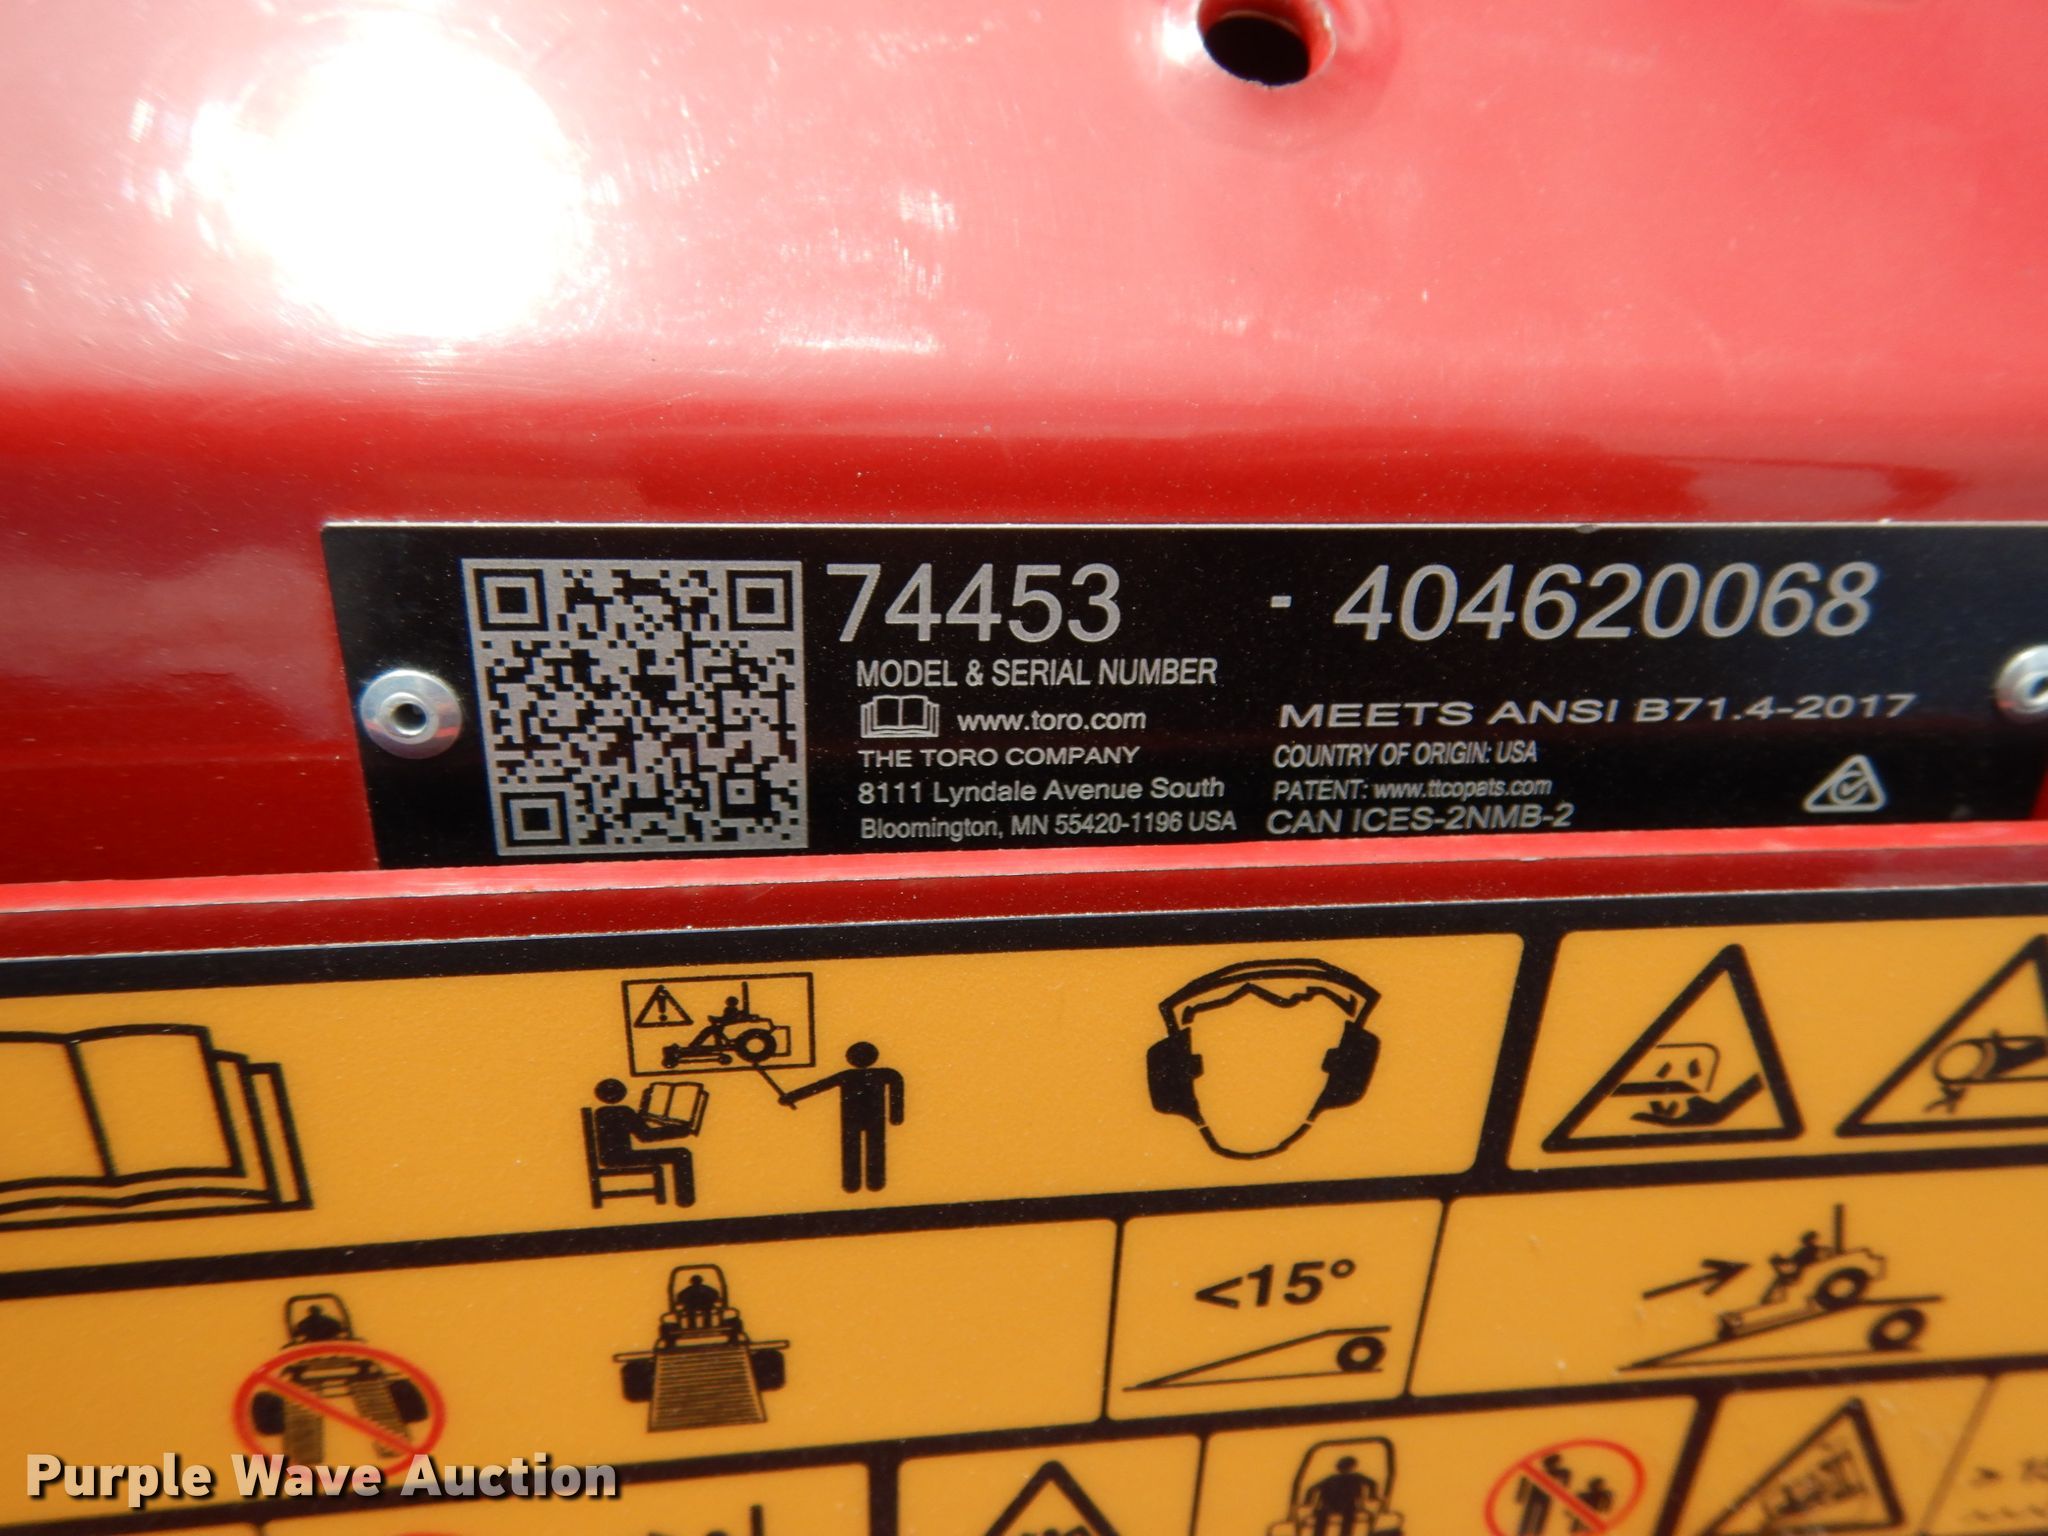 74453 - 404620068
MODEL & SERIAL NUMBER
www.toro.com
THE TORO COMPANY
8111 Lyndale Avenue South
Bloomington, MN 55420-1196 USA
MEETS ANSI B71.4-2017
COUNTRY OF ORIGIN: USA
PATENT: www.ttcopats.com
CAN ICES-2/NMB-2
<15°
Purple Wave Auction